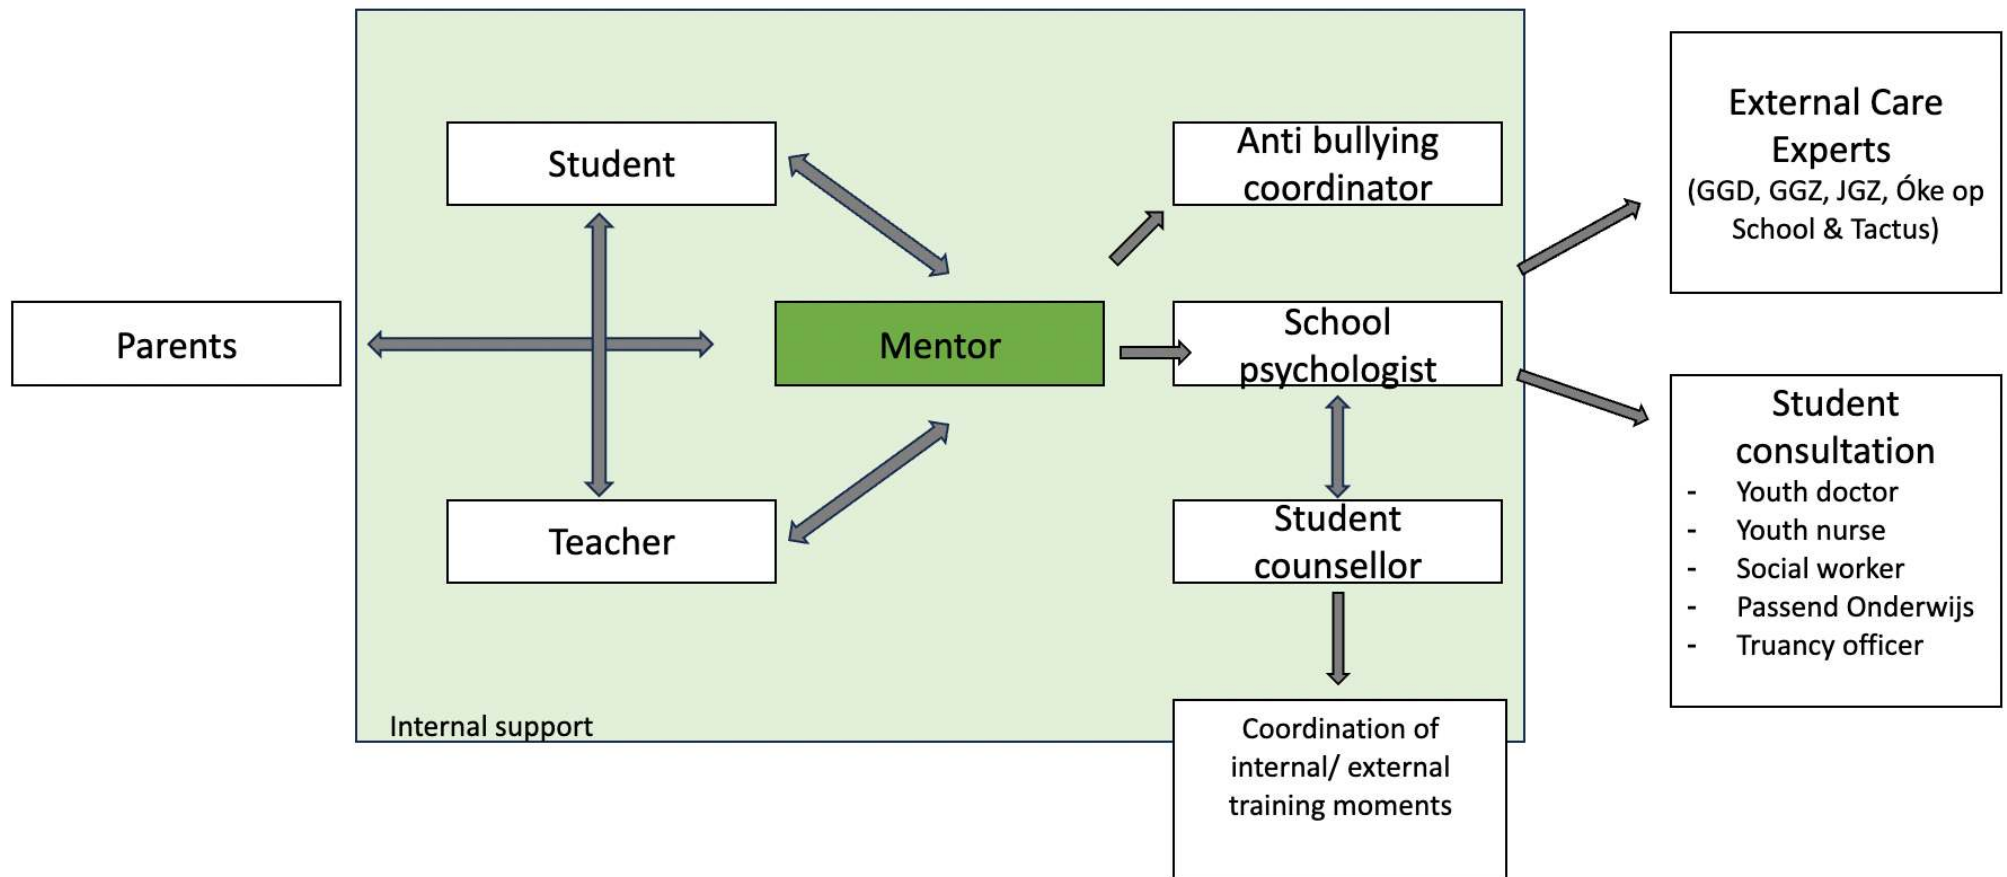 Parents
Student
Teacher
Internal support
Mentor
Anti bullying
coordinator
School
psychologist
Student
counsellor
Coordination of
internal/ external
training moments
External Care
Experts
(GGD, GGZ, JGZ, Óke op
School & Tactus)
Student
consultation
- Youth doctor
- Youth nurse
- Social worker
- Passend Onderwijs
- Truancy officer